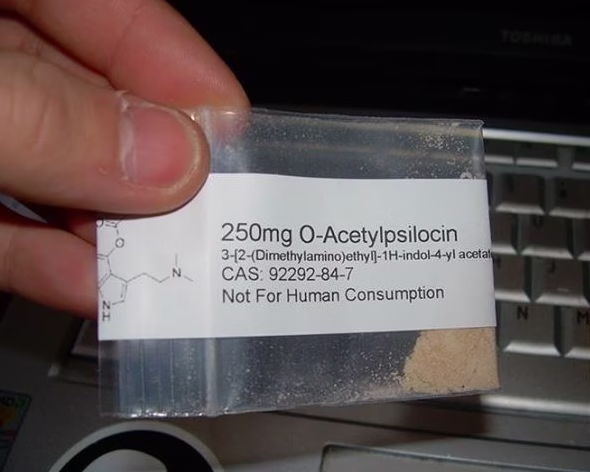 TOSHIBA
250mg O-Acetylpsilocin
3-[2-(Dimethylamino)ethyl]-1H-indol-4-yl acetat
CAS: 92292-84-7
Not For Human Consumption
O
O
N
N
H
J
N
M